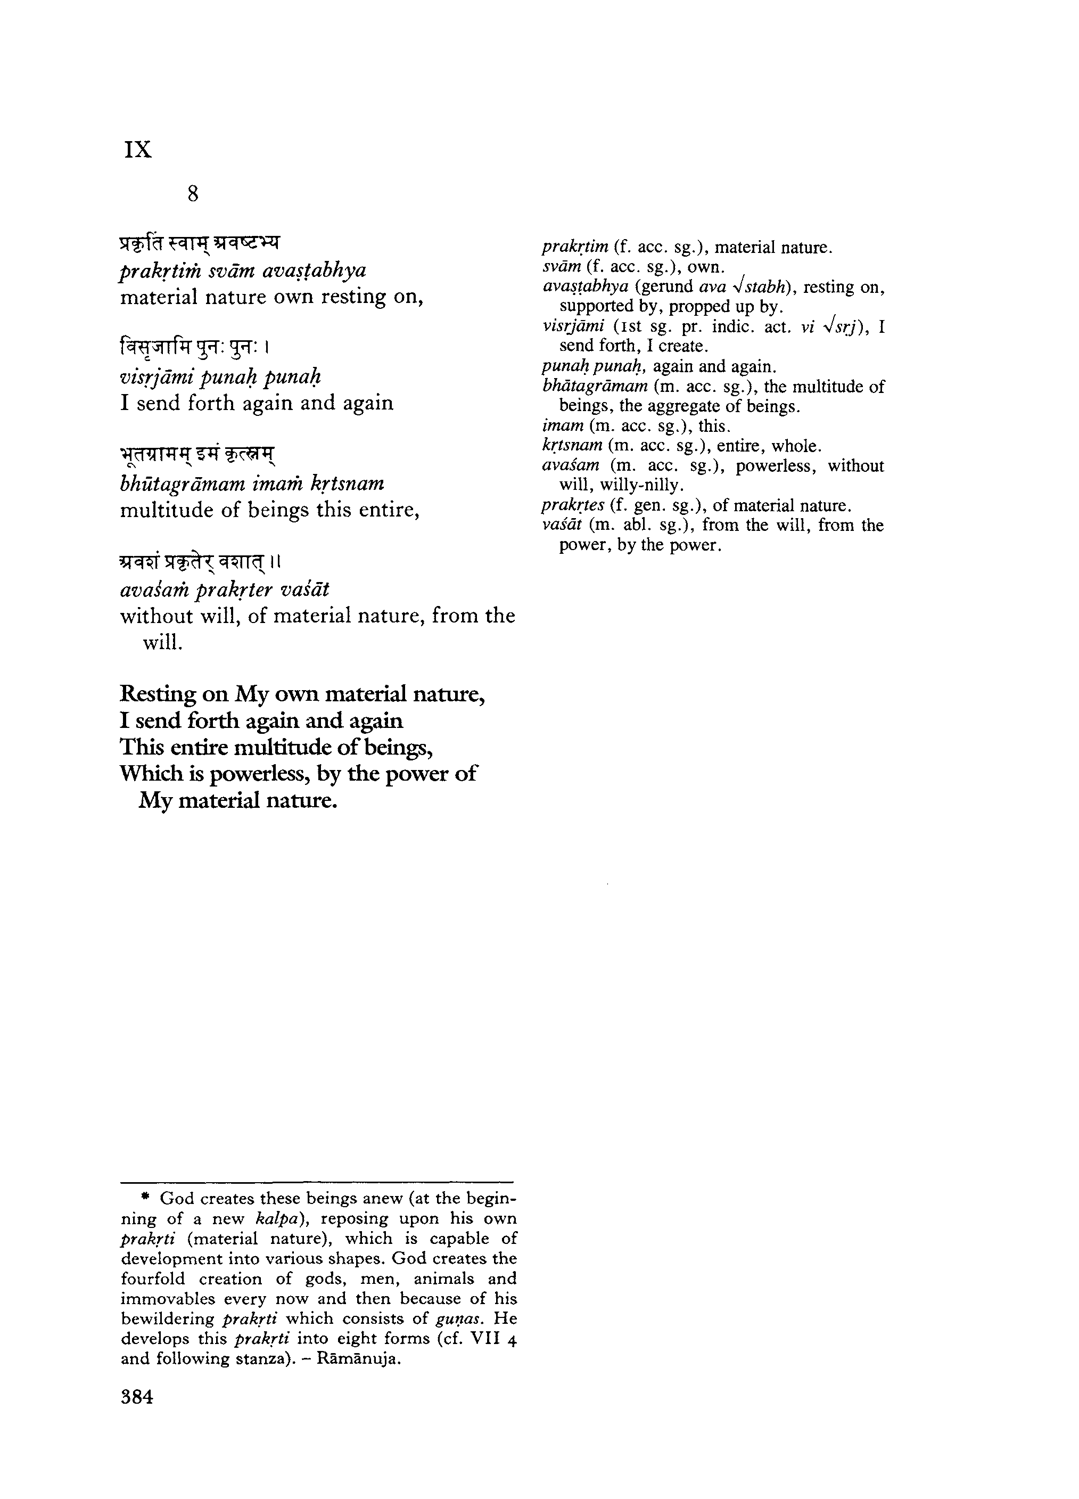 IX
8
प्रकृतिं स्वाम् अवष्टभ्य
prakṛtiṁ svām avaṣṭabhya
material nature own resting on,
विसृजामि पुनः पुनः ।
visṛjāmi punaḥ punaḥ
I send forth again and again
भूतग्रामम् इमं कृत्स्नम्
bhūtagrāmam imaṁ kṛtsnam
multitude of beings this entire,
अवशं प्रकृतेर् वशात् ॥
avaśaṁ prakṛter vaśāt
without will, of material nature, from the
will.
Resting on My own material nature,
I send forth again and again
This entire multitude of beings,
Which is powerless, by the power of
My material nature.
prakṛtim (f. acc. sg.), material nature.
svām (f. acc. sg.), own.
avaṣṭabhya (gerund ava √stabh), resting on,
supported by, propped up by.
visṛjāmi (1st sg. pr. indic. act. vi √sṛj), I
send forth, I create.
punaḥ punaḥ, again and again.
bhātagrāmam (m. acc. sg.), the multitude of
beings, the aggregate of beings.
imam (m. acc. sg.), this.
kṛtsnam (m. acc. sg.), entire, whole.
avaśam (m. acc. sg.), powerless, without
will, willy-nilly.
prakṛtes (f. gen. sg.), of material nature.
vaśāt (m. abl. sg.), from the will, from the
power, by the power.
* God creates these beings anew (at the begin-
ning of a new kalpa), reposing upon his own
prakṛti (material nature), which is capable of
development into various shapes. God creates the
fourfold creation of gods, men, animals and
immovables every now and then because of his
bewildering prakṛti which consists of guṇas. He
develops this prakṛti into eight forms (cf. VII 4
and following stanza). – Rāmānuja.
384